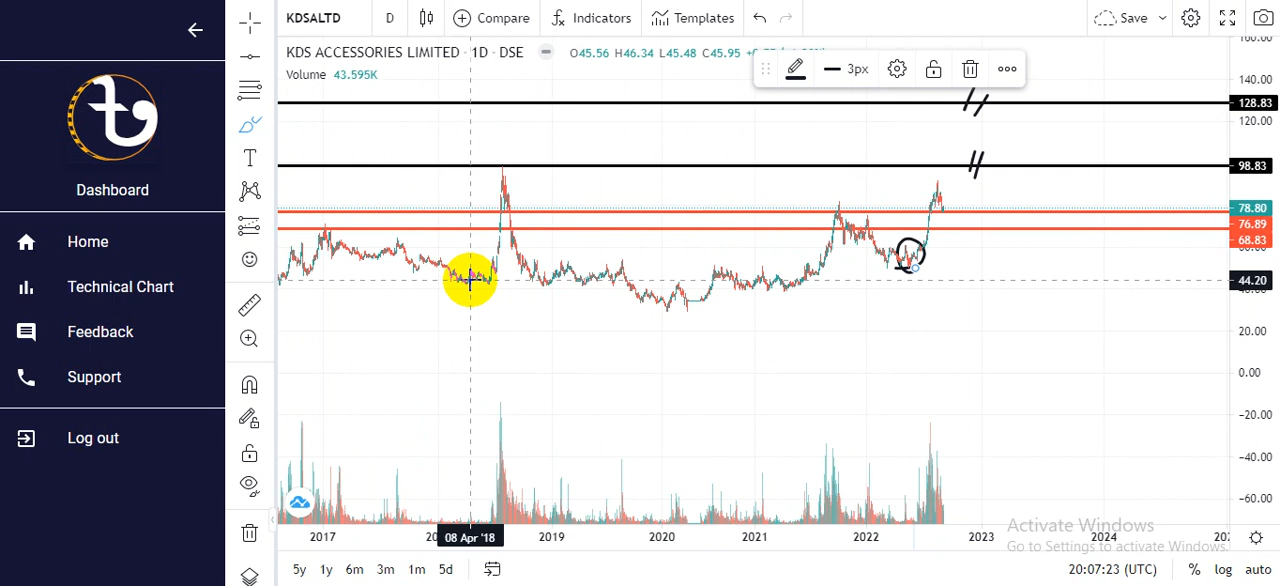 KDSALTD D Compare Indicators Templates Save
160.00
KDS ACCESSORIES LIMITED · 1D · DSE O45.56 H46.34 L45.48 C45.95
Volume 43.595K
3px
140.00
128.83
120.00
98.83
78.80
76.89
68.83
44.20
20.00
0.00
−20.00
−40.00
−60.00
Dashboard
Home
Technical Chart
Feedback
Support
Log out
2017 08 Apr '18 2019 2020 2021 2022 2023 2024
Activate Windows
Go to Settings to activate Windows.
5y 1y 6m 3m 1m 5d 20:07:23 (UTC) % log auto